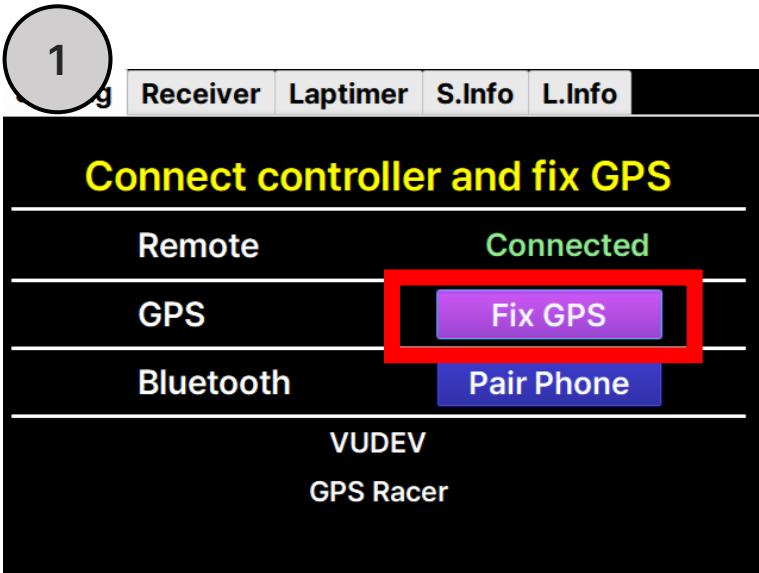 1
Receiver Laptimer S.Info L.Info
Connect controller and fix GPS
Remote Connected
GPS Fix GPS
Bluetooth Pair Phone
VUDEV
GPS Racer